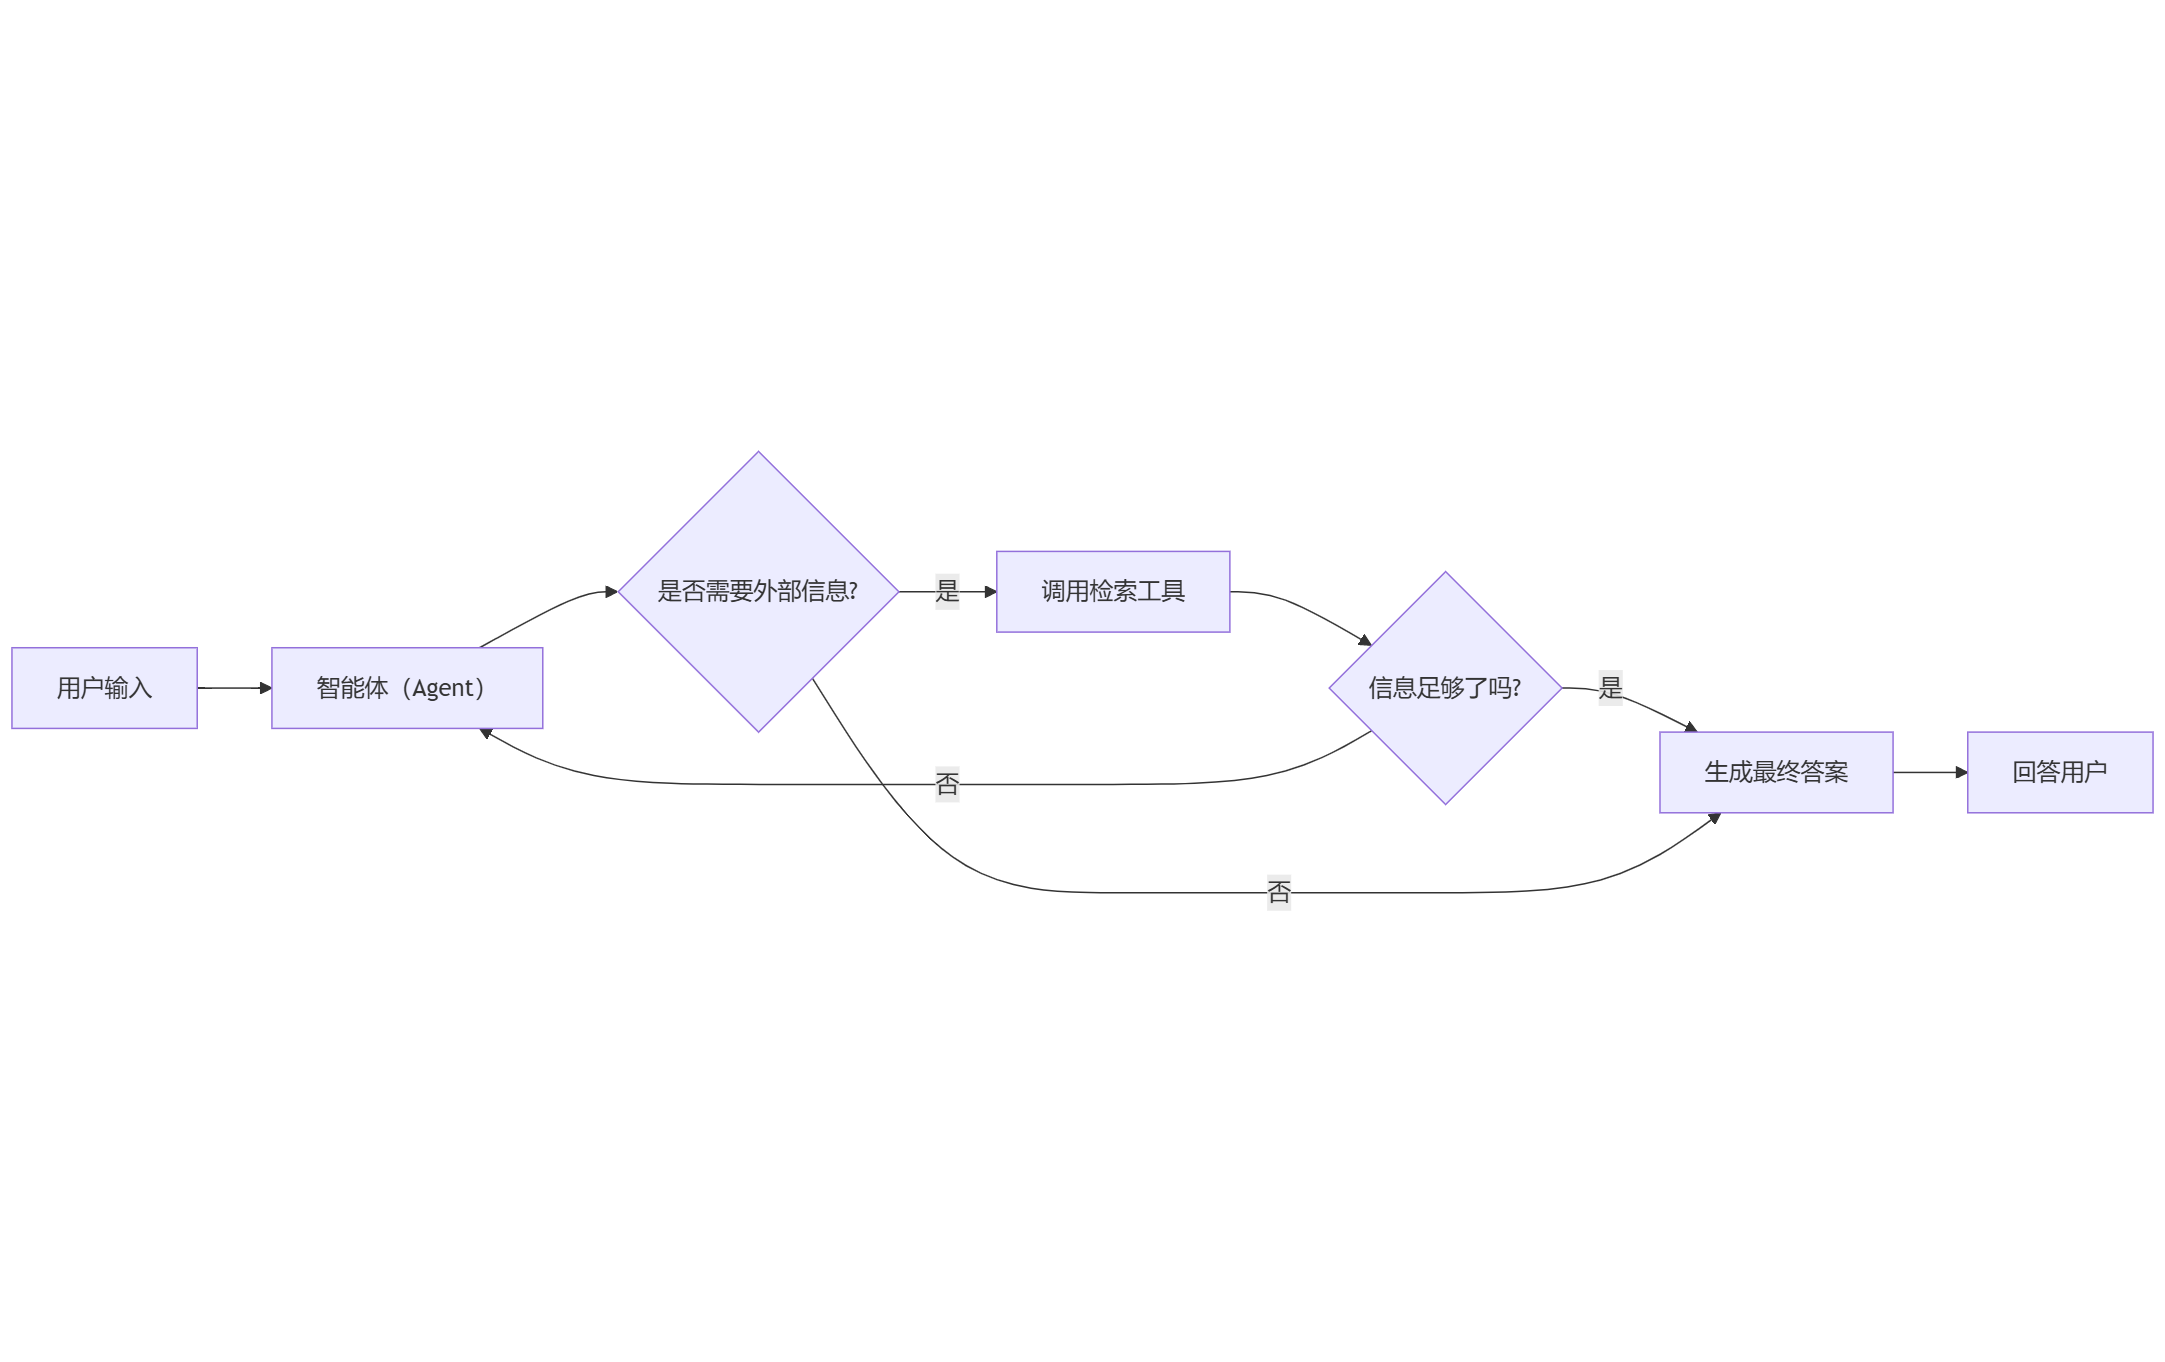 用户输入
智能体（Agent）
是否需要外部信息?
是
调用检索工具
信息足够了吗?
是
否
否
生成最终答案
回答用户